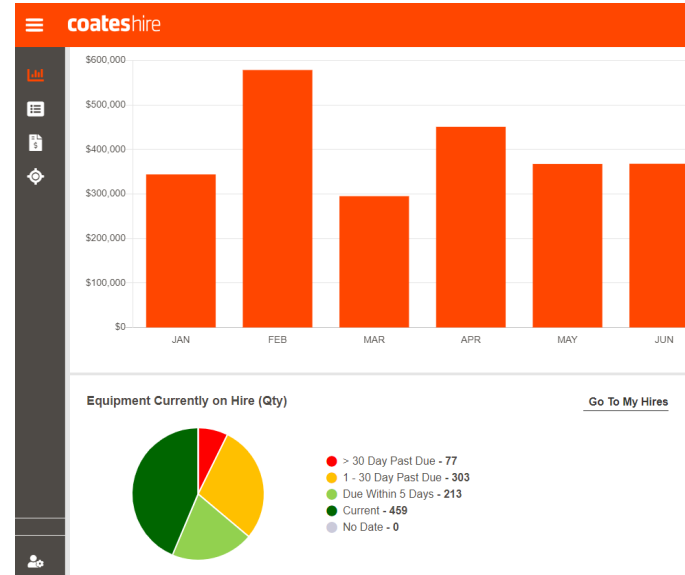 coateshire
$600,000
$500,000
$400,000
$300,000
$200,000
$100,000
$0
JAN FEB MAR APR MAY JUN
Equipment Currently on Hire (Qty)
Go To My Hires
> 30 Day Past Due - 77
1 - 30 Day Past Due - 303
Due Within 5 Days - 213
Current - 459
No Date - 0